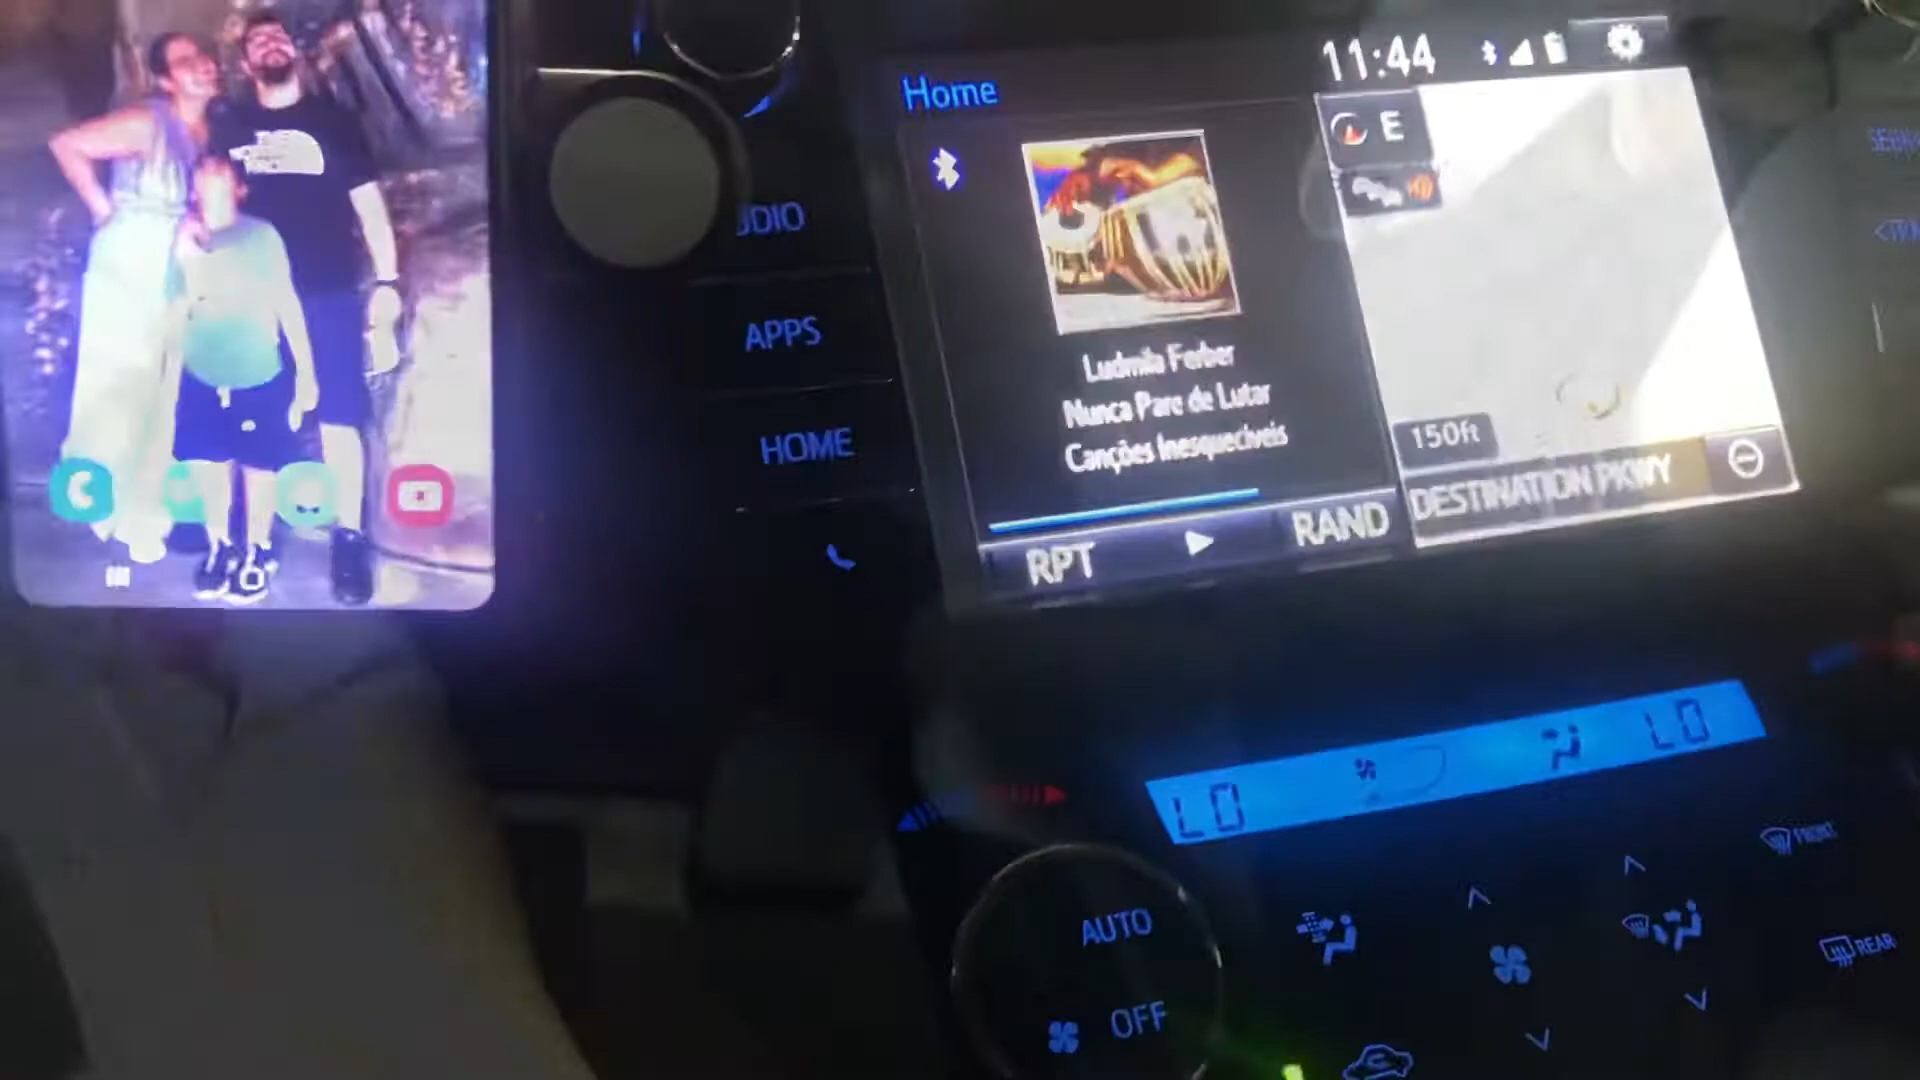 Home
11:44
E
Ludmila Ferber
Nunca Pare de Lutar
Canções Inesquecíveis
150ft
DESTINATION PKWY
RPT
RAND
APPS
HOME
LO
LO
AUTO
OFF
FRONT
REAR